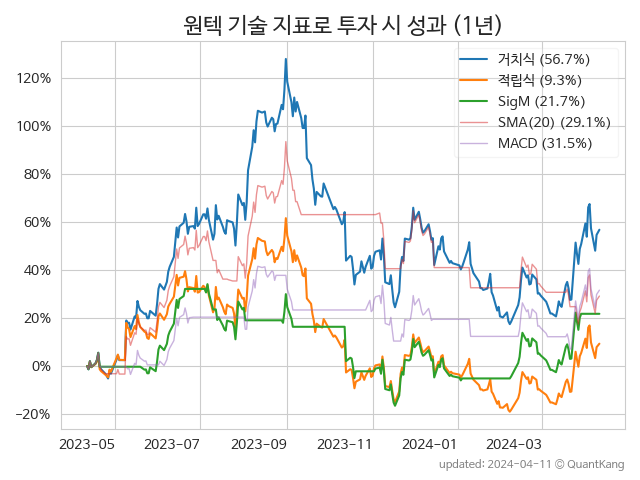 원텍 기술 지표로 투자 시 성과 (1년)
거치식 (56.7%)
적립식 (9.3%)
SigM (21.7%)
SMA(20) (29.1%)
MACD (31.5%)
120%
100%
80%
60%
40%
20%
0%
−20%
2023-05 2023-07 2023-09 2023-11 2024-01 2024-03
updated: 2024-04-11 © QuantKang